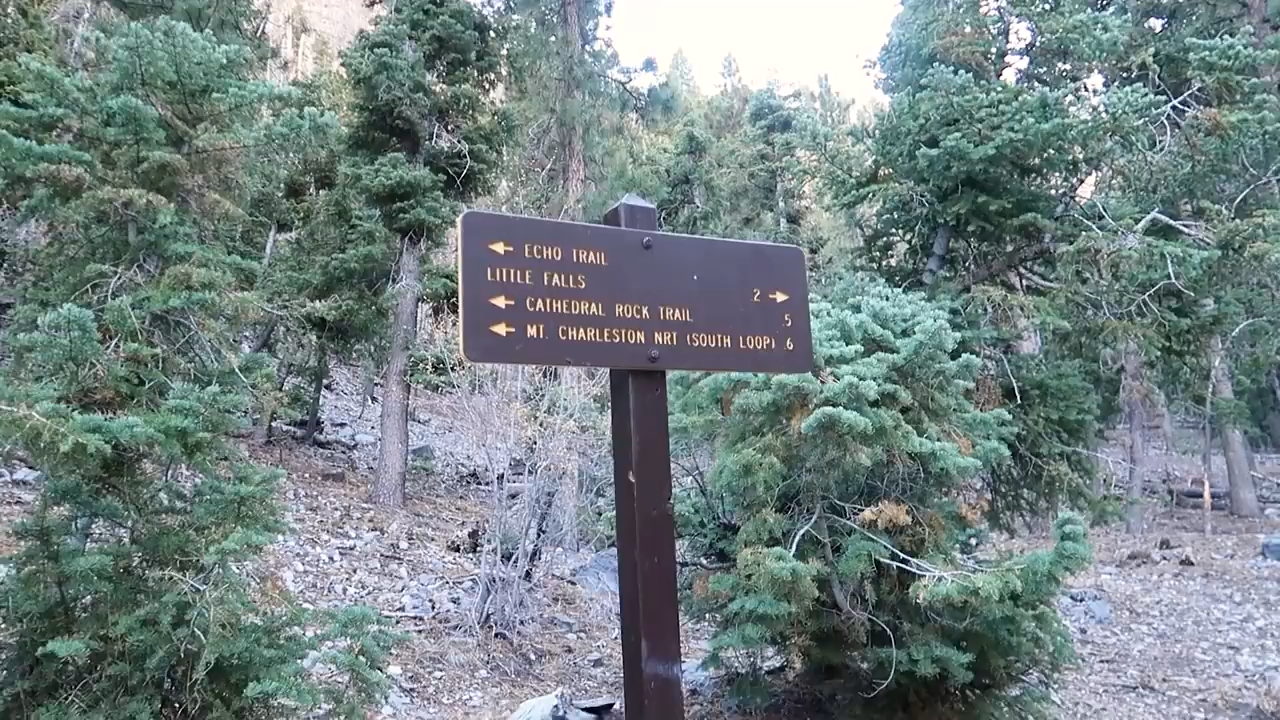 ← ECHO TRAIL
LITTLE FALLS .2 →
← CATHEDRAL ROCK TRAIL .5
← MT. CHARLESTON NRT (SOUTH LOOP) .6